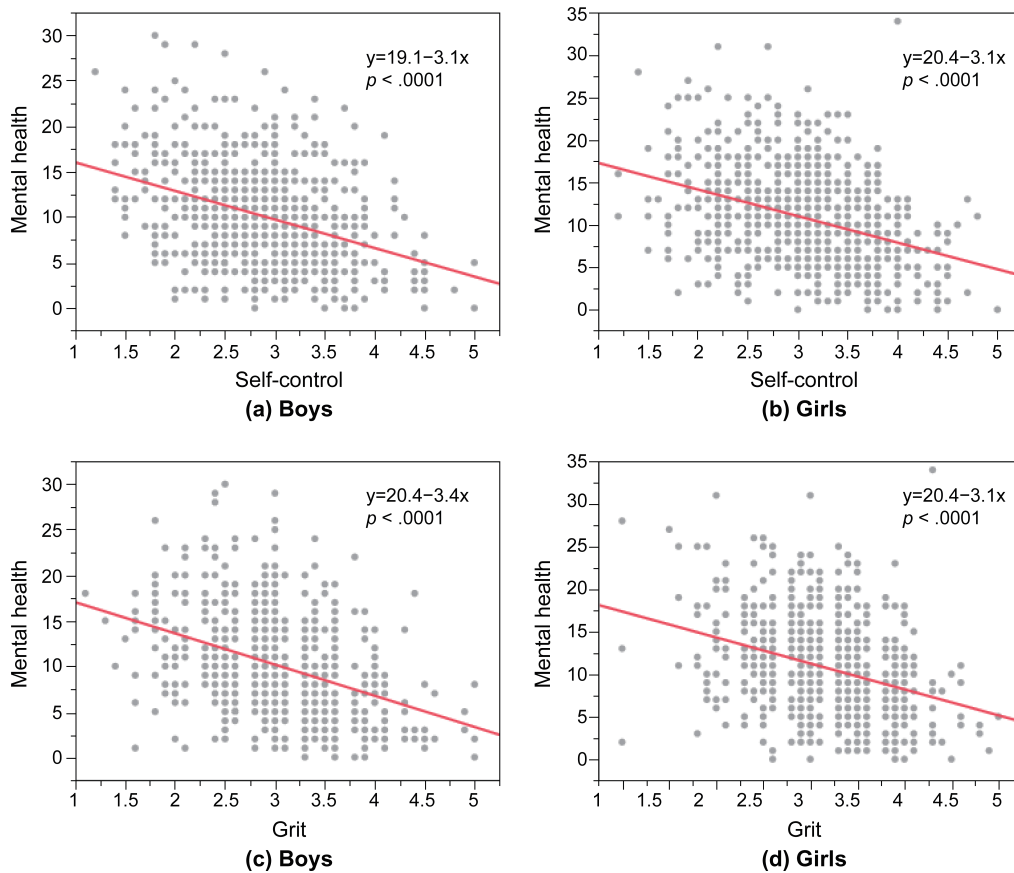 30
25
20
15
10
5
0
Mental health
y=19.1−3.1x
p < .0001
1 1.5 2 2.5 3 3.5 4 4.5 5
Self-control
(a) Boys
35
30
25
20
15
10
5
0
Mental health
y=20.4−3.1x
p < .0001
1 1.5 2 2.5 3 3.5 4 4.5 5
Self-control
(b) Girls
30
25
20
15
10
5
0
Mental health
y=20.4−3.4x
p < .0001
1 1.5 2 2.5 3 3.5 4 4.5 5
Grit
(c) Boys
35
30
25
20
15
10
5
0
Mental health
y=20.4−3.1x
p < .0001
1 1.5 2 2.5 3 3.5 4 4.5 5
Grit
(d) Girls